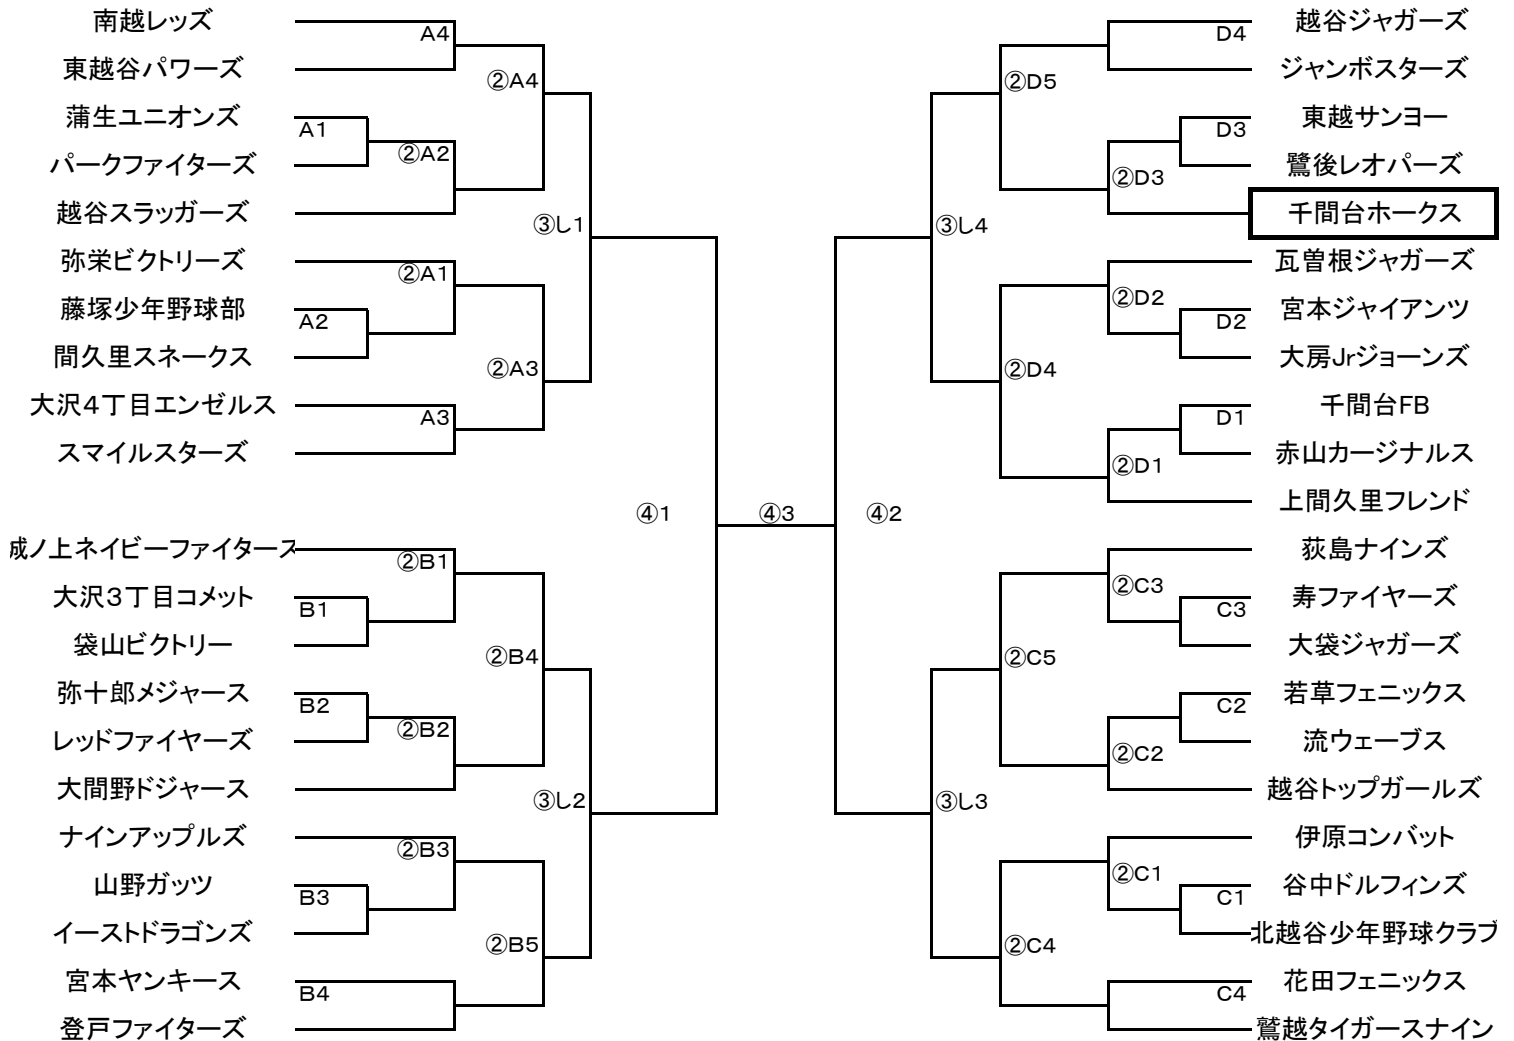 南越レッズ
A4
東越谷パワーズ
②A4
蒲生ユニオンズ
A1
②A2
パークファイターズ
越谷スラッガーズ
③し1
弥栄ビクトリーズ
②A1
藤塚少年野球部
A2
間久里スネークス
②A3
大沢4丁目エンゼルス
A3
スマイルスターズ
④1
④3
④2
城ノ上ネイビーファイターズ
②B1
大沢3丁目コメット
B1
袋山ビクトリー
②B4
弥十郎メジャース
B2
②B2
レッドファイヤーズ
大間野ドジャース
③し2
ナインアップルズ
②B3
山野ガッツ
B3
イーストドラゴンズ
②B5
宮本ヤンキース
B4
登戸ファイターズ
越谷ジャガーズ
D4
ジャンボスターズ
②D5
東越サンヨー
D3
鷺後レオパーズ
②D3
千間台ホークス
③し4
瓦曽根ジャガーズ
②D2
宮本ジャイアンツ
D2
大房Jrジョーンズ
②D4
千間台FB
D1
赤山カージナルス
②D1
上間久里フレンド
荻島ナインズ
②C3
寿ファイヤーズ
C3
大袋ジャガーズ
②C5
若草フェニックス
C2
流ウェーブス
②C2
越谷トップガールズ
③し3
伊原コンバット
②C1
谷中ドルフィンズ
C1
北越谷少年野球クラブ
②C4
花田フェニックス
C4
鷲越タイガースナイン